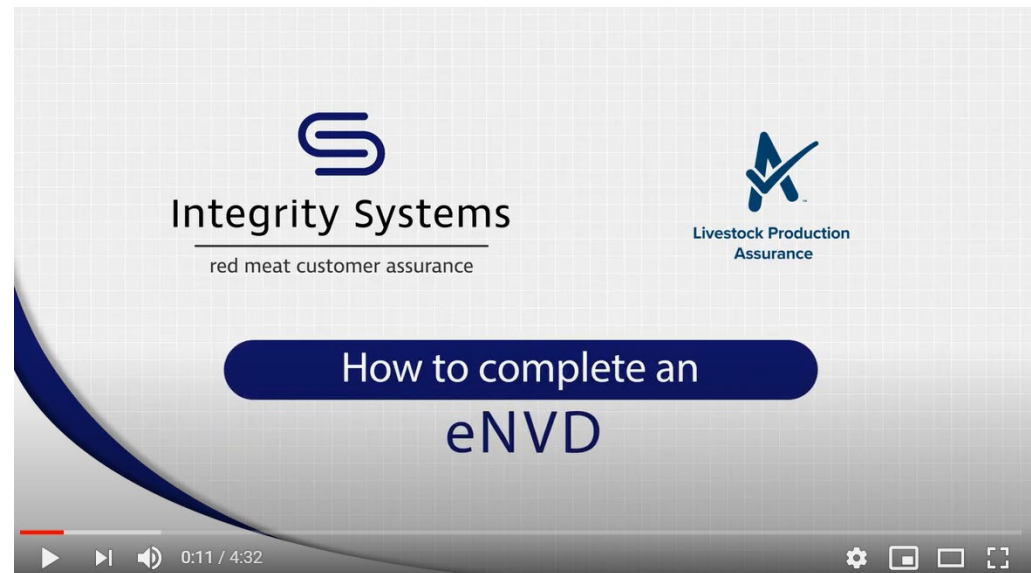 Integrity Systems
red meat customer assurance
Livestock Production
Assurance
How to complete an
eNVD
0:11 / 4:32